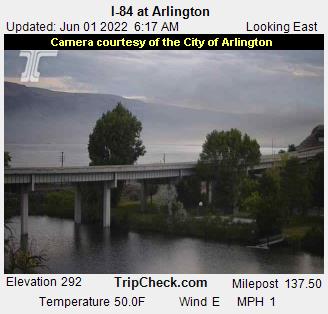 I-84 at Arlington
Updated: Jun 01 2022 6:17 AM Looking East
Camera courtesy of the City of Arlington
Elevation 292 TripCheck.com Milepost 137.50
Temperature 50.0F Wind E MPH 1